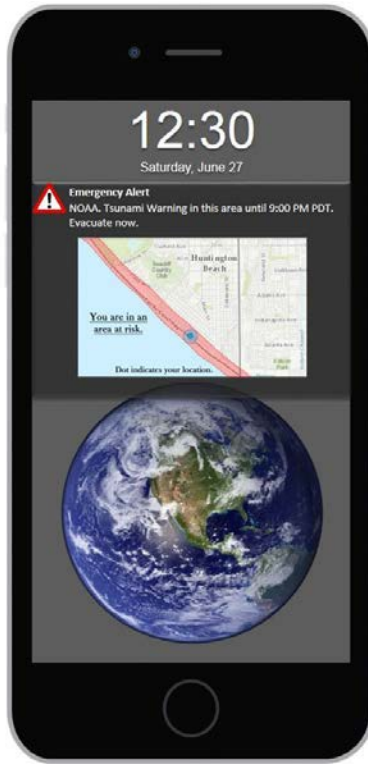 12:30
Saturday, June 27
Emergency Alert
NOAA. Tsunami Warning in this area until 9:00 PM PDT.
Evacuate now.
Huntington
Beach
You are in an
area at risk.
Dot indicates your location.